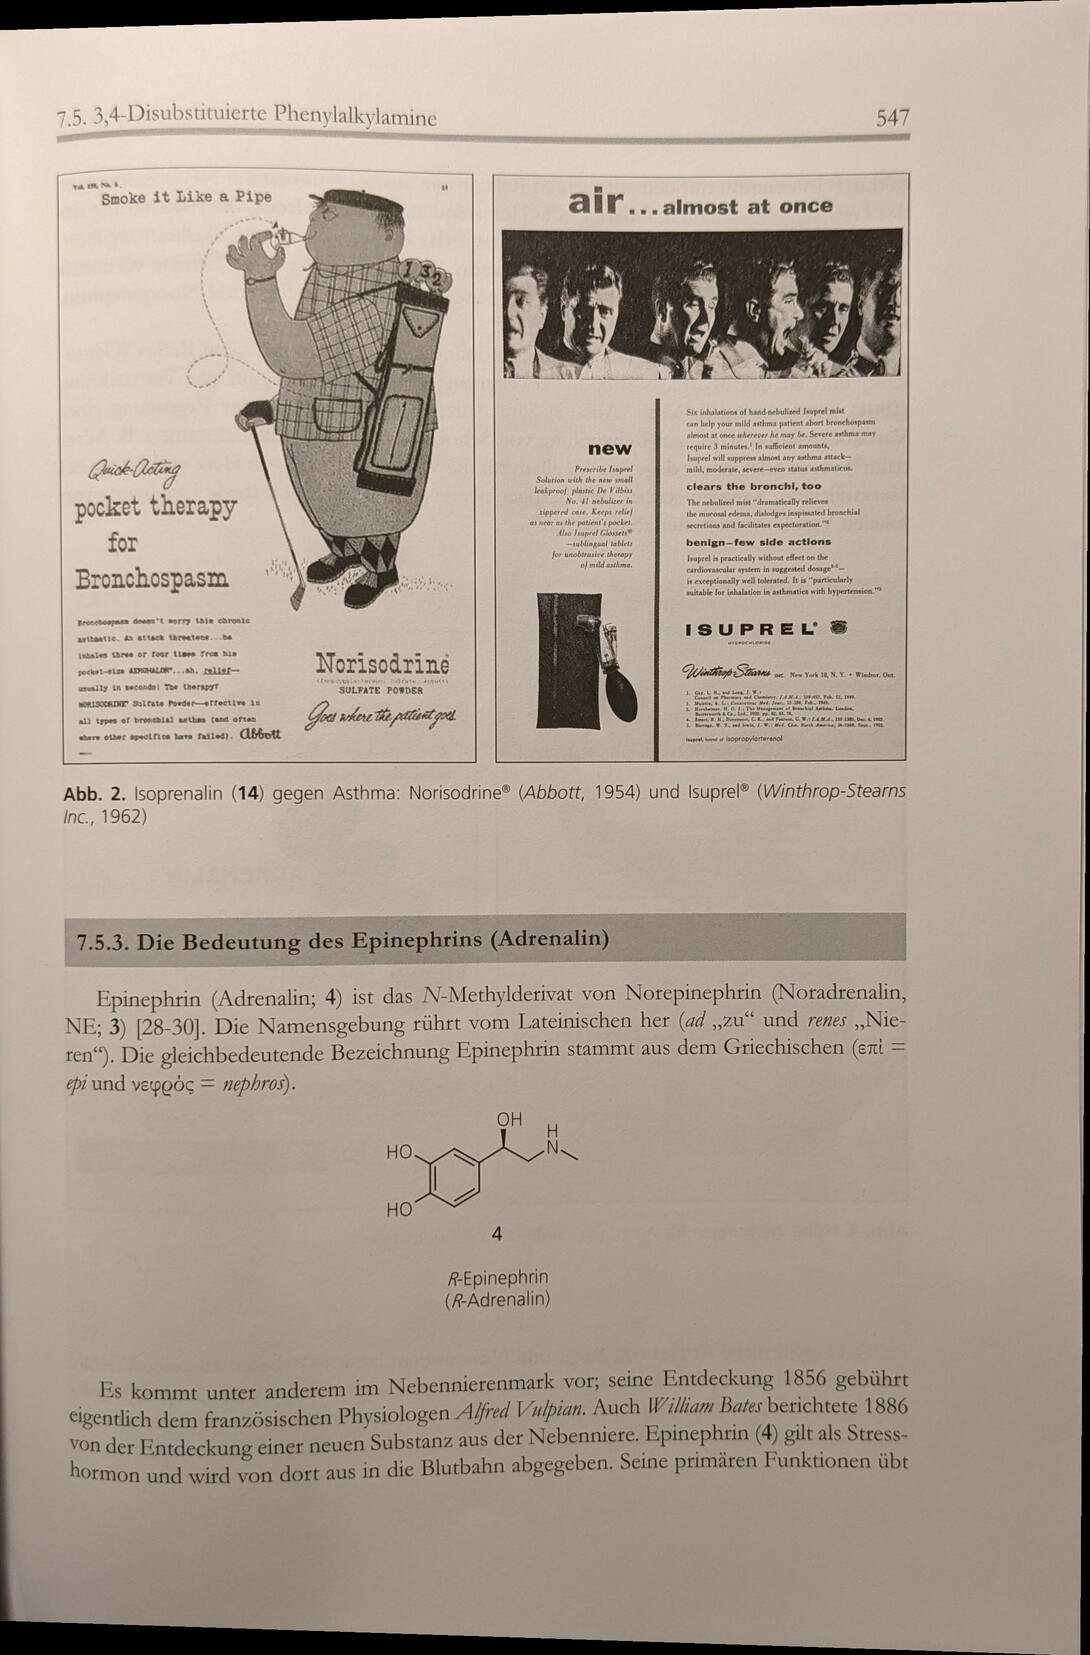 7.5. 3,4-Disubstituierte Phenylalkylamine
547
Smoke it Like a Pipe
1 3 2
Quick-Acting
pocket therapy
for
Bronchospasm
Bronchospasm doesn't worry this chronic
asthmatic. An attack threatens...he
inhales three or four times from his
pocket-size AEROHALOR®...ah, relief—
usually in seconds! The therapy?
NORISODRINE® Sulfate Powder—effective in
all types of bronchial asthma (and often
where other specifics have failed). Abbott
Norisodrine®
SULFATE POWDER
Goes where the patient goes
air...almost at once
new
Prescribe Isuprel
Solution with the new small
leakproof plastic De Vilbiss
No. 41 nebulizer in
zippered case. Keeps relief
as near as the patient's pocket.
Also Isuprel Glossets®
—sublingual tablets
for unobtrusive therapy
of mild asthma.
Six inhalations of hand-nebulized Isuprel mist
can help your mild asthma patient abort bronchospasm
almost at once wherever he may be. Severe asthma may
require 3 minutes.¹ In sufficient amounts,
Isuprel will suppress almost any asthma attack—
mild, moderate, severe—even status asthmaticus.
clears the bronchi, too
The nebulized mist "dramatically relieves
the mucosal edema, dislodges inspissated bronchial
secretions and facilitates expectoration."²
benign–few side actions
Isuprel is practically without effect on the
cardiovascular system in suggested dosage
is exceptionally well tolerated. It is "particularly
suitable for inhalation in asthmatics with hypertension."
ISUPREL®
HYDROCHLORIDE
Winthrop-Stearns INC. New York 18, N. Y. • Windsor, Ont.
Isuprel, brand of isopropylarterenol
Abb. 2. Isoprenalin (14) gegen Asthma: Norisodrine® (Abbott, 1954) und Isuprel® (Winthrop-Stearns
Inc., 1962)
7.5.3. Die Bedeutung des Epinephrins (Adrenalin)
Epinephrin (Adrenalin; 4) ist das N-Methylderivat von Norepinephrin (Noradrenalin,
NE; 3) [28-30]. Die Namensgebung rührt vom Lateinischen her (ad „zu“ und renes „Nie-
ren“). Die gleichbedeutende Bezeichnung Epinephrin stammt aus dem Griechischen (επί =
epi und νεφρός = nephros).
OH
H
N
HO
HO
4
R-Epinephrin
(R-Adrenalin)
Es kommt unter anderem im Nebennierenmark vor; seine Entdeckung 1856 gebührt
eigentlich dem französischen Physiologen Alfred Vulpian. Auch William Bates berichtete 1886
von der Entdeckung einer neuen Substanz aus der Nebenniere. Epinephrin (4) gilt als Stress-
hormon und wird von dort aus in die Blutbahn abgegeben. Seine primären Funktionen übt